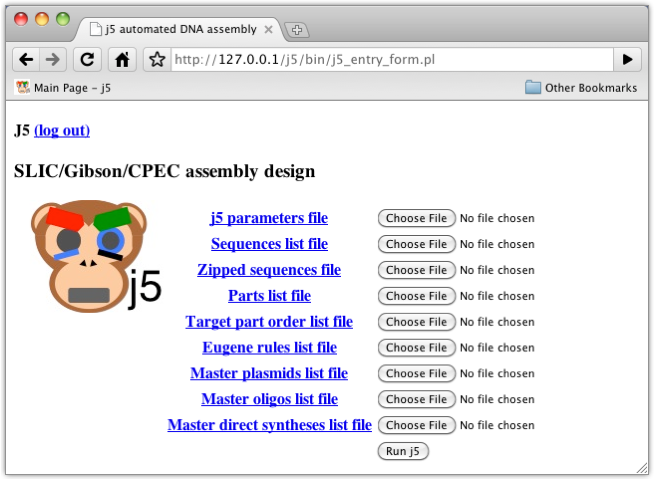 j5 automated DNA assembly
http://127.0.0.1/j5/bin/j5_entry_form.pl
Main Page – j5 Other Bookmarks
J5 (log out)
SLIC/Gibson/CPEC assembly design
j5
j5 parameters file Choose File No file chosen
Sequences list file Choose File No file chosen
Zipped sequences file Choose File No file chosen
Parts list file Choose File No file chosen
Target part order list file Choose File No file chosen
Eugene rules list file Choose File No file chosen
Master plasmids list file Choose File No file chosen
Master oligos list file Choose File No file chosen
Master direct syntheses list file Choose File No file chosen
Run j5